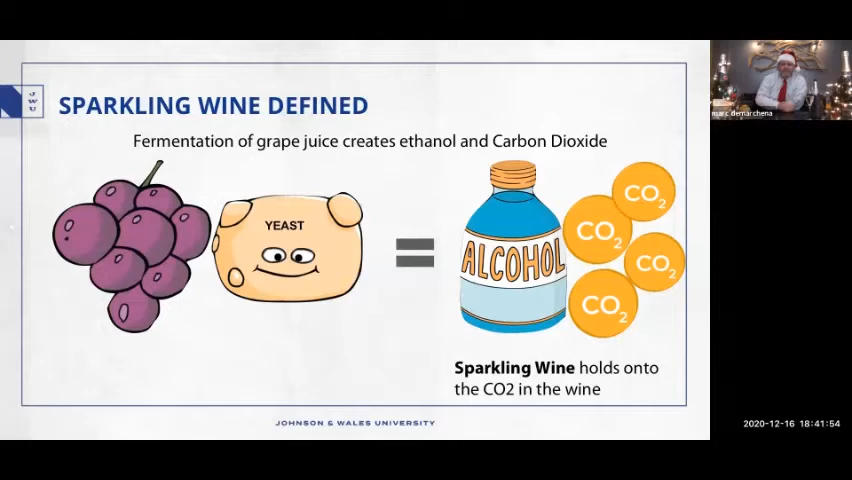 J
W
U
SPARKLING WINE DEFINED
Fermentation of grape juice creates ethanol and Carbon Dioxide
YEAST
ALCOHOL
CO2
CO2
CO2
CO2
Sparkling Wine holds onto
the CO2 in the wine
JOHNSON & WALES UNIVERSITY
marc demarchena
2020-12-16 18:41:54